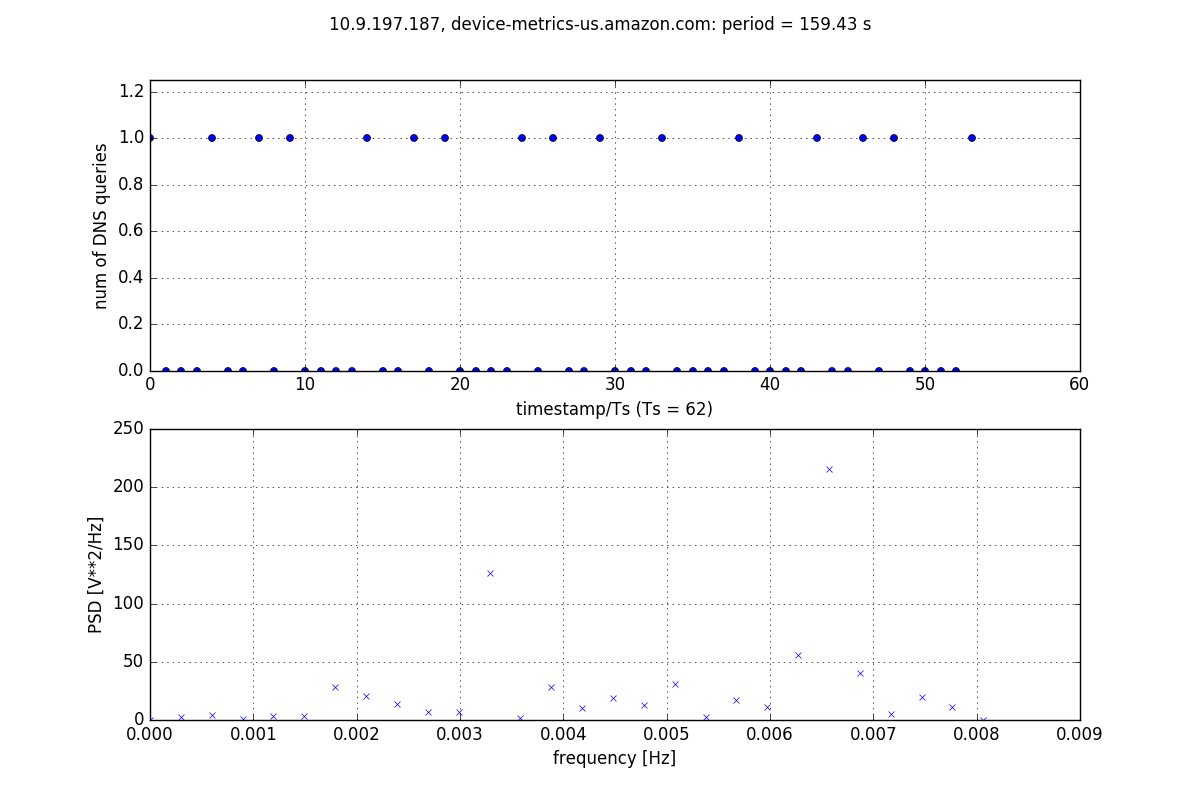 10.9.197.187, device-metrics-us.amazon.com: period = 159.43 s
1.2
1.0
0.8
0.6
0.4
0.2
0.0
num of DNS queries
0 10 20 30 40 50 60
timestamp/Ts (Ts = 62)
250
200
150
100
50
0
PSD [V**2/Hz]
0.000 0.001 0.002 0.003 0.004 0.005 0.006 0.007 0.008 0.009
frequency [Hz]